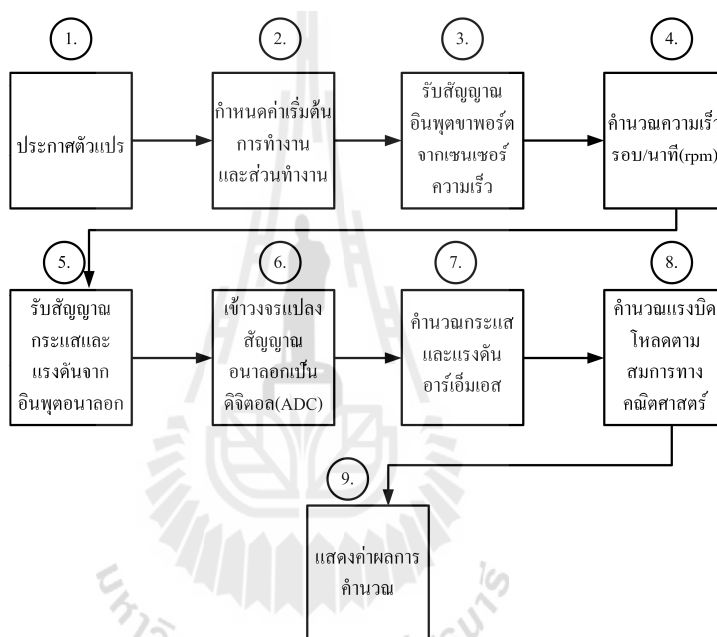 1.
2.
3.
4.
ประกาศตัวแปร
กำหนดค่าเริ่มต้น
การทำงาน
และส่วนทำงาน
รับสัญญาณ
อินพุตขาพอร์ต
จากเซนเซอร์
ความเร็ว
คำนวณความเร็ว
รอบ/นาที(rpm)
5.
6.
7.
8.
รับสัญญาณ
กระแสและ
แรงดันจาก
อินพุตอนาลอก
เข้าวงจรแปลง
สัญญาณ
อนาลอกเป็น
ดิจิตอล(ADC)
คำนวณกระแส
และแรงดัน
อาร์เอ็มเอส
คำนวณแรงบิด
โหลดตาม
สมการทาง
คณิตศาสตร์
9.
แสดงค่าผลการ
คำนวณ